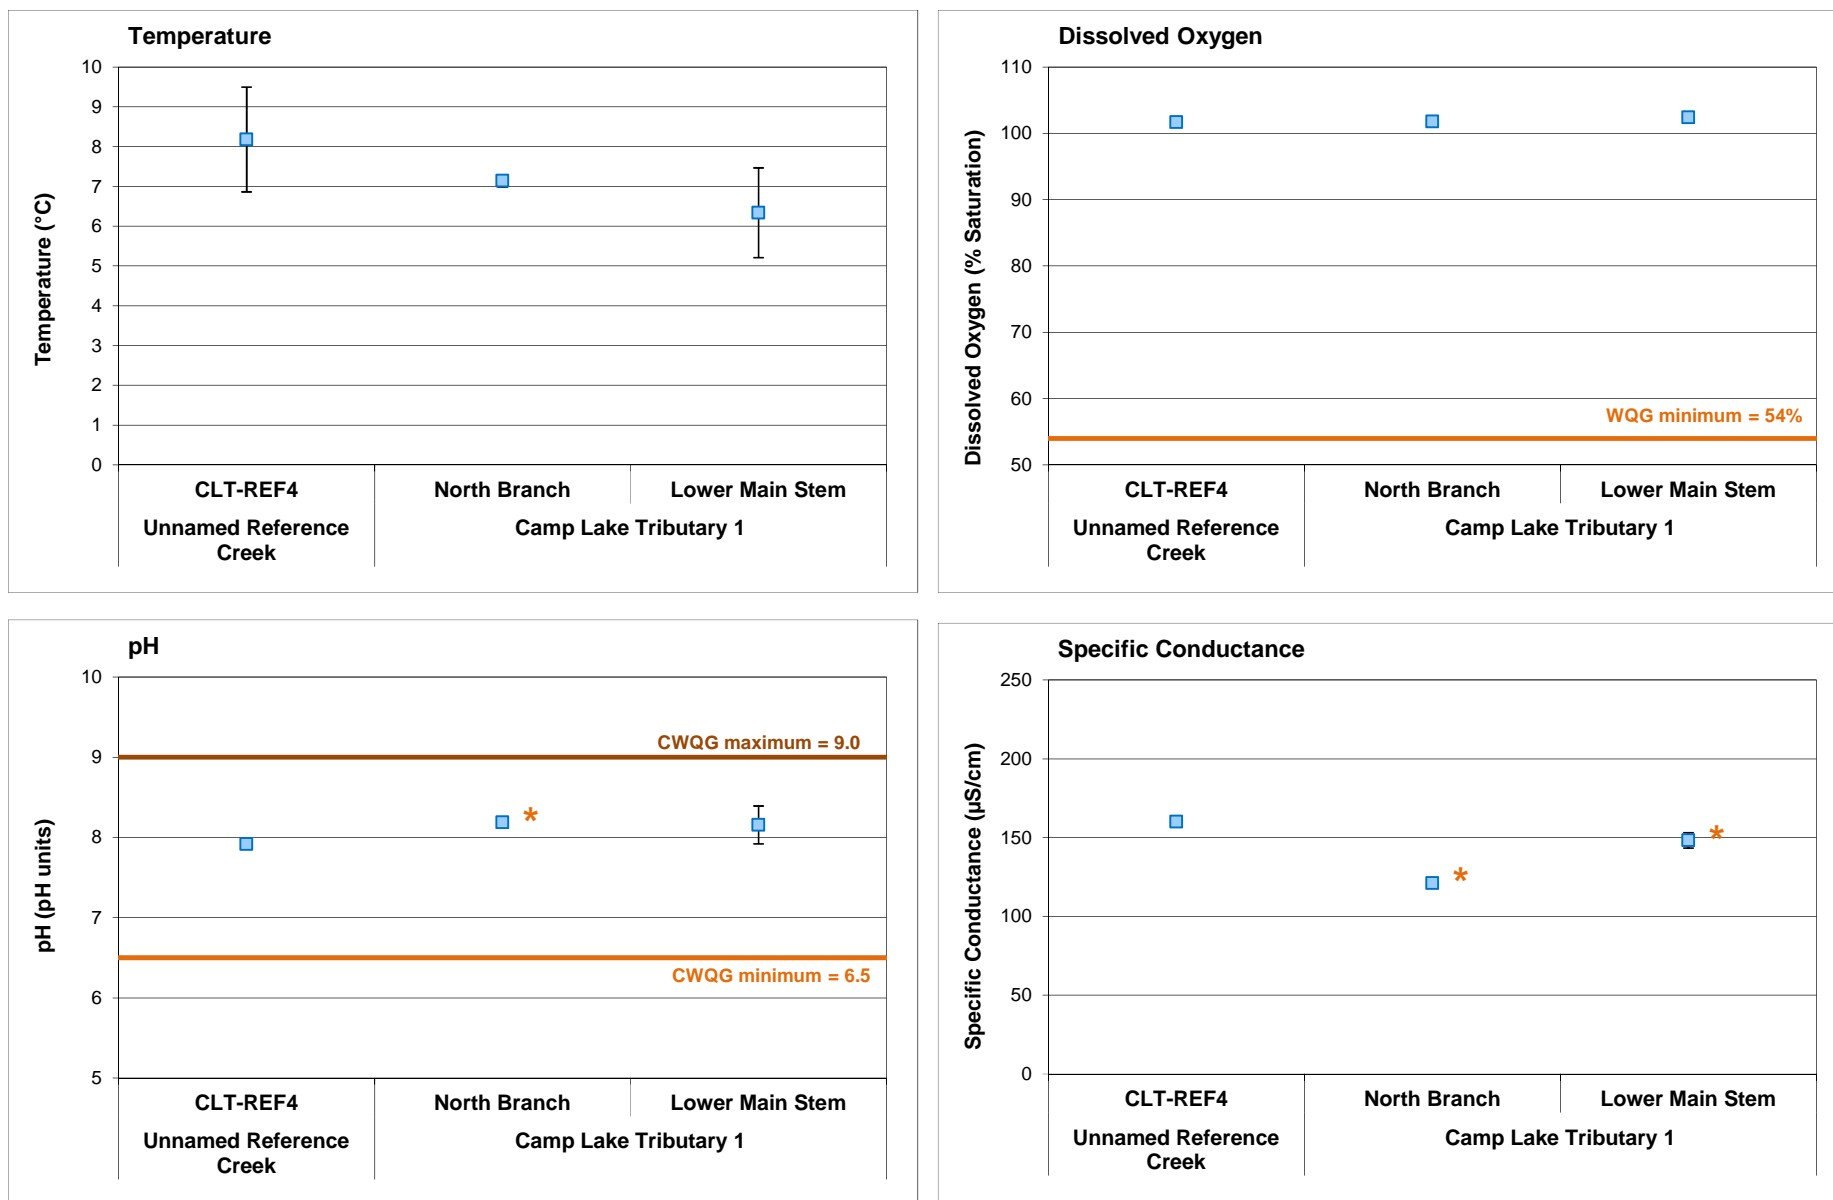 Temperature
Temperature (°C)
10
9
8
7
6
5
4
3
2
1
0
CLT-REF4
North Branch
Lower Main Stem
Unnamed Reference
Creek
Camp Lake Tributary 1
Dissolved Oxygen
Dissolved Oxygen (% Saturation)
110
100
90
80
70
60
50
WQG minimum = 54%
CLT-REF4
North Branch
Lower Main Stem
Unnamed Reference
Creek
Camp Lake Tributary 1
pH
pH (pH units)
10
9
8
7
6
5
CWQG maximum = 9.0
*
CWQG minimum = 6.5
CLT-REF4
North Branch
Lower Main Stem
Unnamed Reference
Creek
Camp Lake Tributary 1
Specific Conductance
Specific Conductance (µS/cm)
250
200
150
100
50
0
*
*
CLT-REF4
North Branch
Lower Main Stem
Unnamed Reference
Creek
Camp Lake Tributary 1